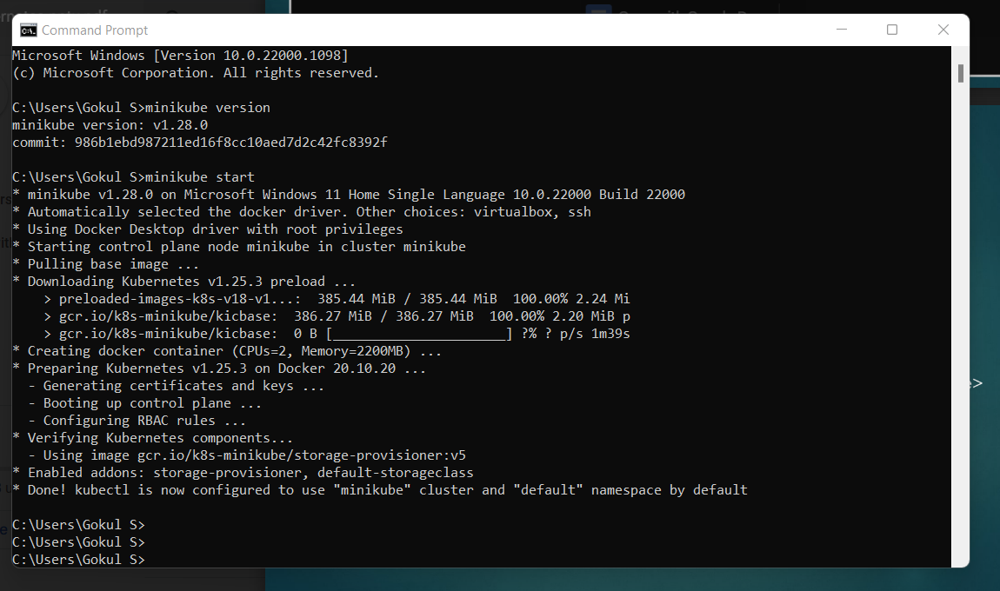 Command Prompt
Microsoft Windows [Version 10.0.22000.1098]
(c) Microsoft Corporation. All rights reserved.
C:\Users\Gokul S>minikube version
minikube version: v1.28.0
commit: 986b1ebd987211ed16f8cc10aed7d2c42fc8392f
C:\Users\Gokul S>minikube start
* minikube v1.28.0 on Microsoft Windows 11 Home Single Language 10.0.22000 Build 22000
* Automatically selected the docker driver. Other choices: virtualbox, ssh
* Using Docker Desktop driver with root privileges
* Starting control plane node minikube in cluster minikube
* Pulling base image ...
* Downloading Kubernetes v1.25.3 preload ...
    > preloaded-images-k8s-v18-v1...:  385.44 MiB / 385.44 MiB  100.00% 2.24 Mi
    > gcr.io/k8s-minikube/kicbase:  386.27 MiB / 386.27 MiB  100.00% 2.20 MiB p
    > gcr.io/k8s-minikube/kicbase:  0 B [_______________________] ?% ? p/s 1m39s
* Creating docker container (CPUs=2, Memory=2200MB) ...
* Preparing Kubernetes v1.25.3 on Docker 20.10.20 ...
  - Generating certificates and keys ...
  - Booting up control plane ...
  - Configuring RBAC rules ...
* Verifying Kubernetes components...
  - Using image gcr.io/k8s-minikube/storage-provisioner:v5
* Enabled addons: storage-provisioner, default-storageclass
* Done! kubectl is now configured to use "minikube" cluster and "default" namespace by default
C:\Users\Gokul S>
C:\Users\Gokul S>
C:\Users\Gokul S>